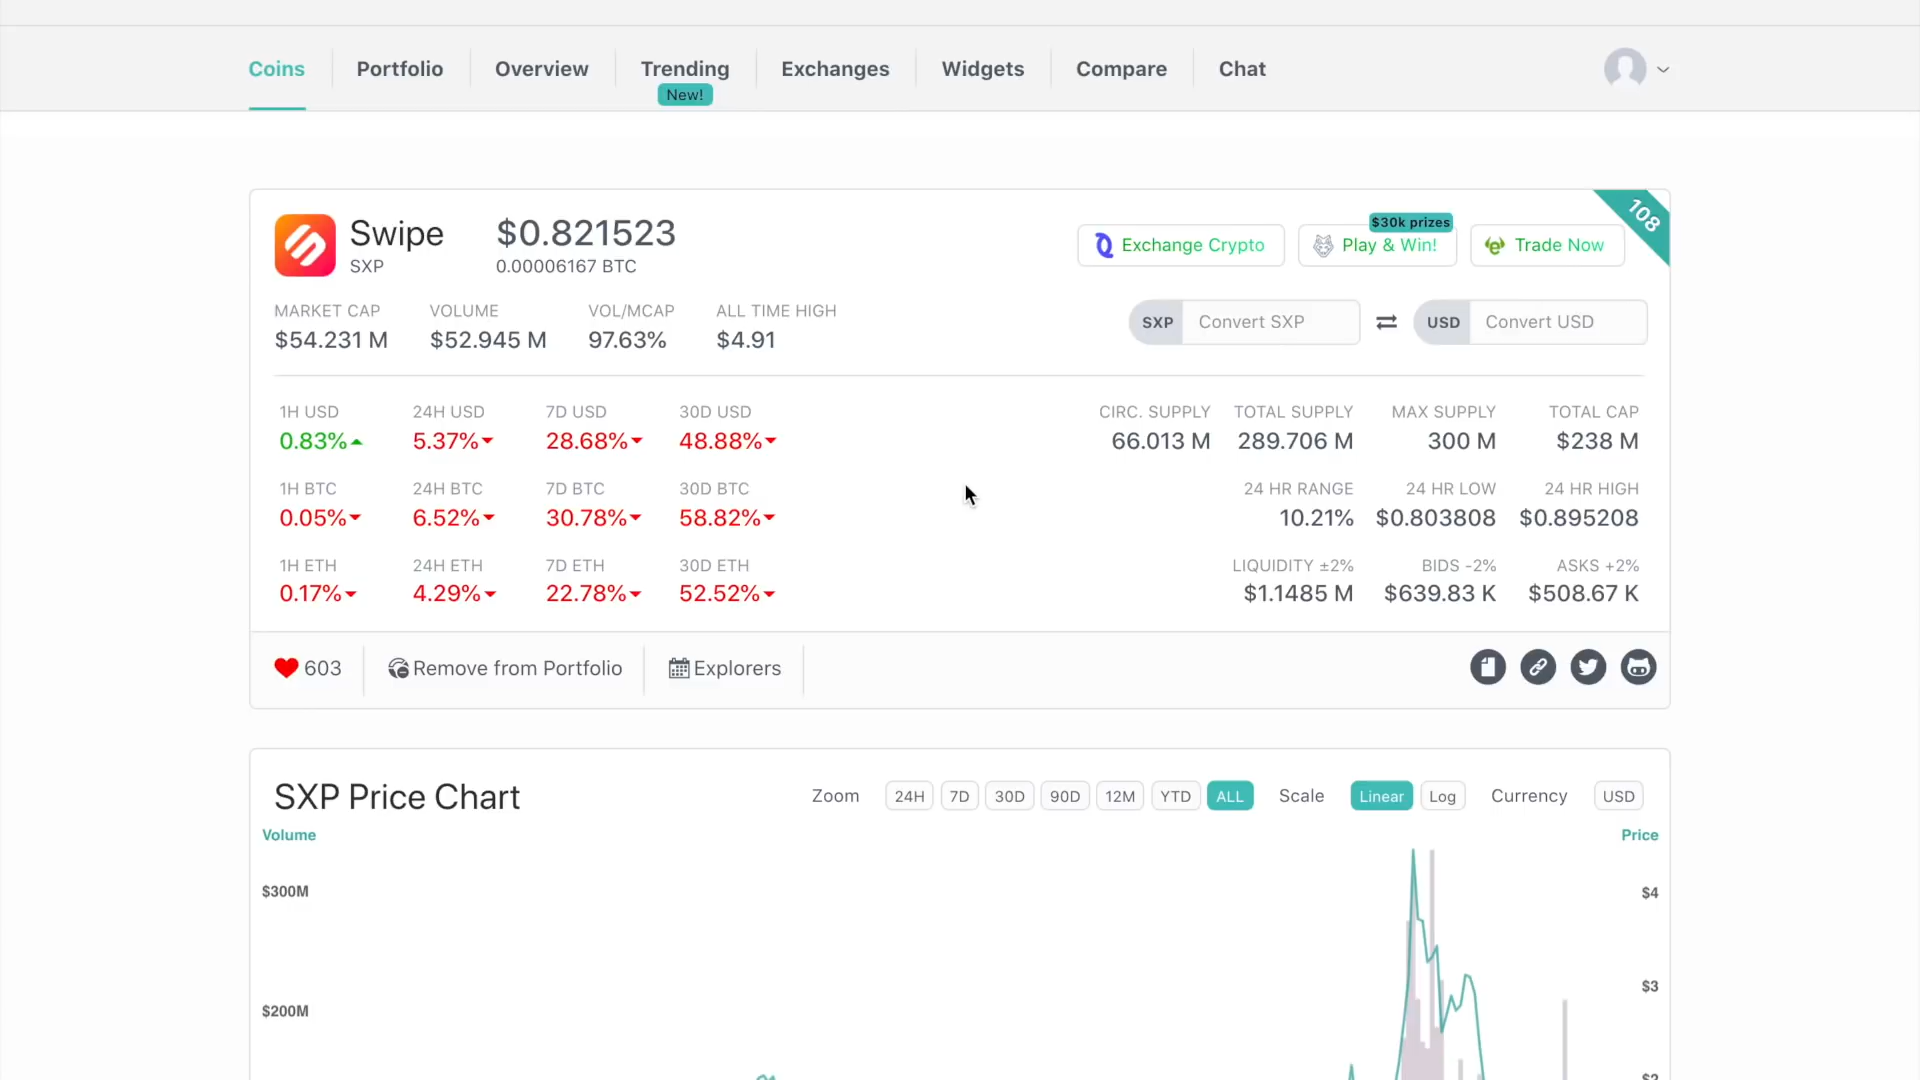 Coins Portfolio Overview Trending Exchanges Widgets Compare Chat
New!
108
Swipe $0.821523
SXP 0.00006167 BTC
$30k prizes
Exchange Crypto Play & Win! Trade Now
MARKET CAP VOLUME VOL/MCAP ALL TIME HIGH
$54.231 M $52.945 M 97.63% $4.91
SXP Convert SXP USD Convert USD
1H USD 24H USD 7D USD 30D USD CIRC. SUPPLY TOTAL SUPPLY MAX SUPPLY TOTAL CAP
0.83% 5.37% 28.68% 48.88% 66.013 M 289.706 M 300 M $238 M
1H BTC 24H BTC 7D BTC 30D BTC 24 HR RANGE 24 HR LOW 24 HR HIGH
0.05% 6.52% 30.78% 58.82% 10.21% $0.803808 $0.895208
1H ETH 24H ETH 7D ETH 30D ETH LIQUIDITY ±2% BIDS -2% ASKS +2%
0.17% 4.29% 22.78% 52.52% $1.1485 M $639.83 K $508.67 K
603 Remove from Portfolio Explorers
SXP Price Chart Zoom 24H 7D 30D 90D 12M YTD ALL Scale Linear Log Currency USD
Volume Price
$300M $4
$3
$200M